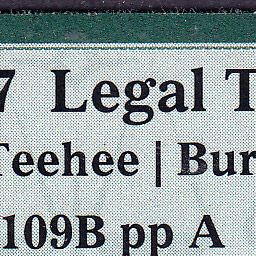 7 Legal T
Teehee | Bur
109B pp A